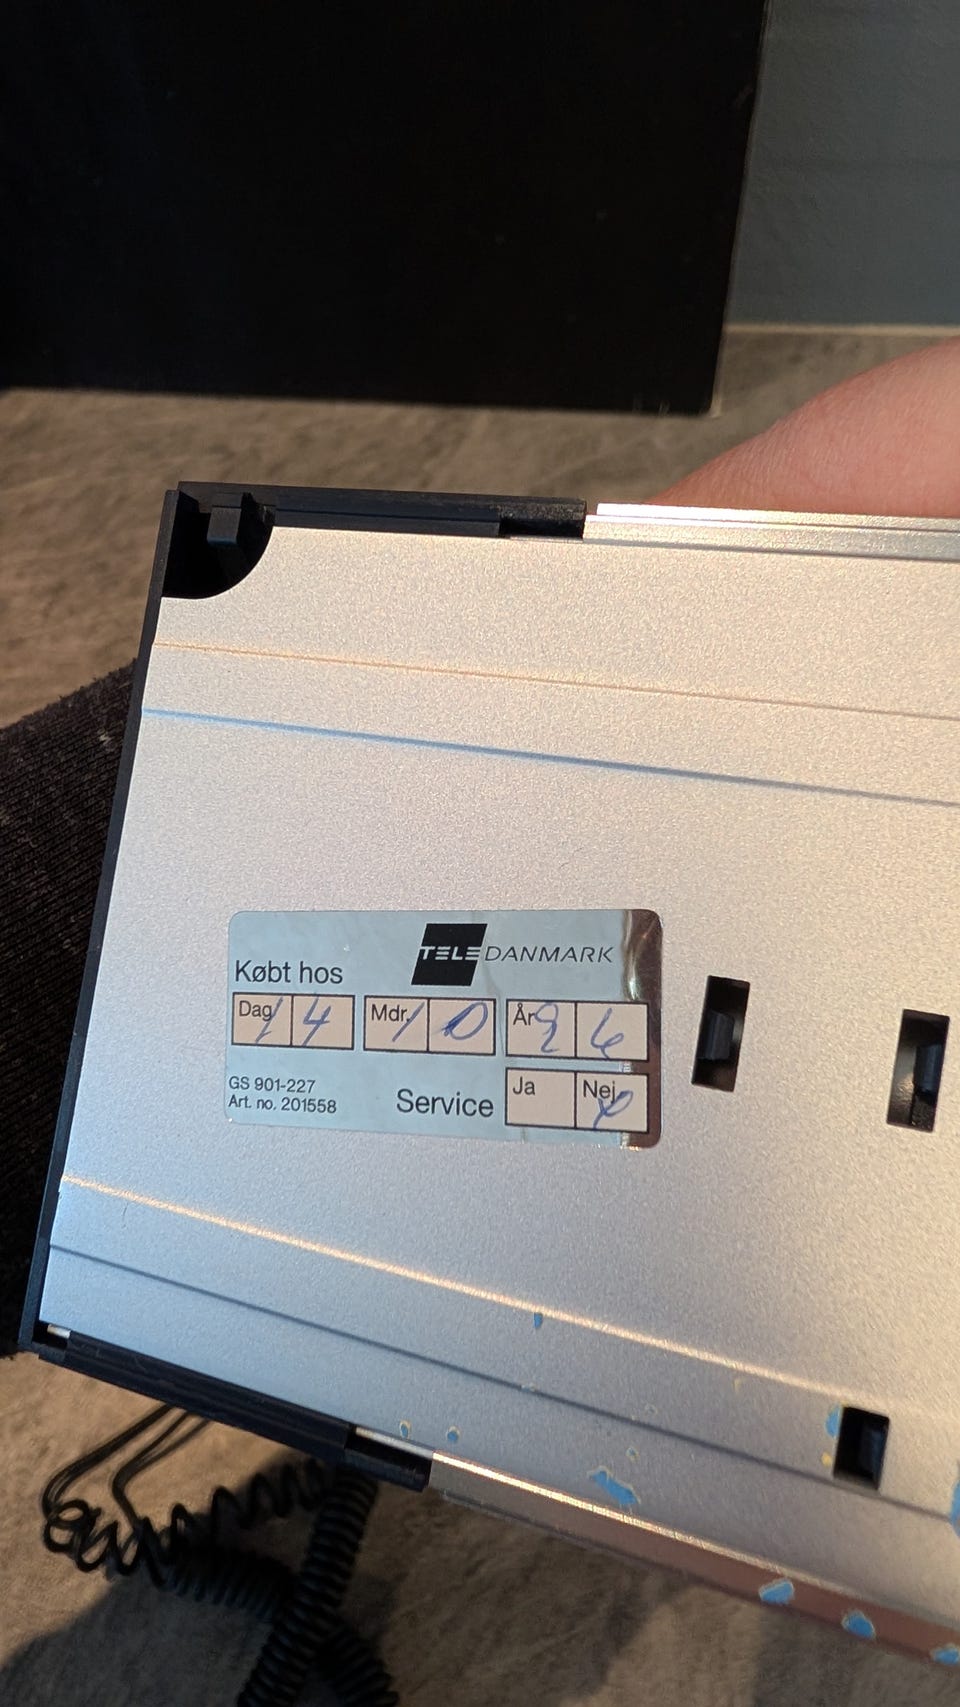 TELE DANMARK
Købt hos
Dag 14 Mdr. 10 År 96
GS 901-227
Art. no. 201558
Service Ja Nej x